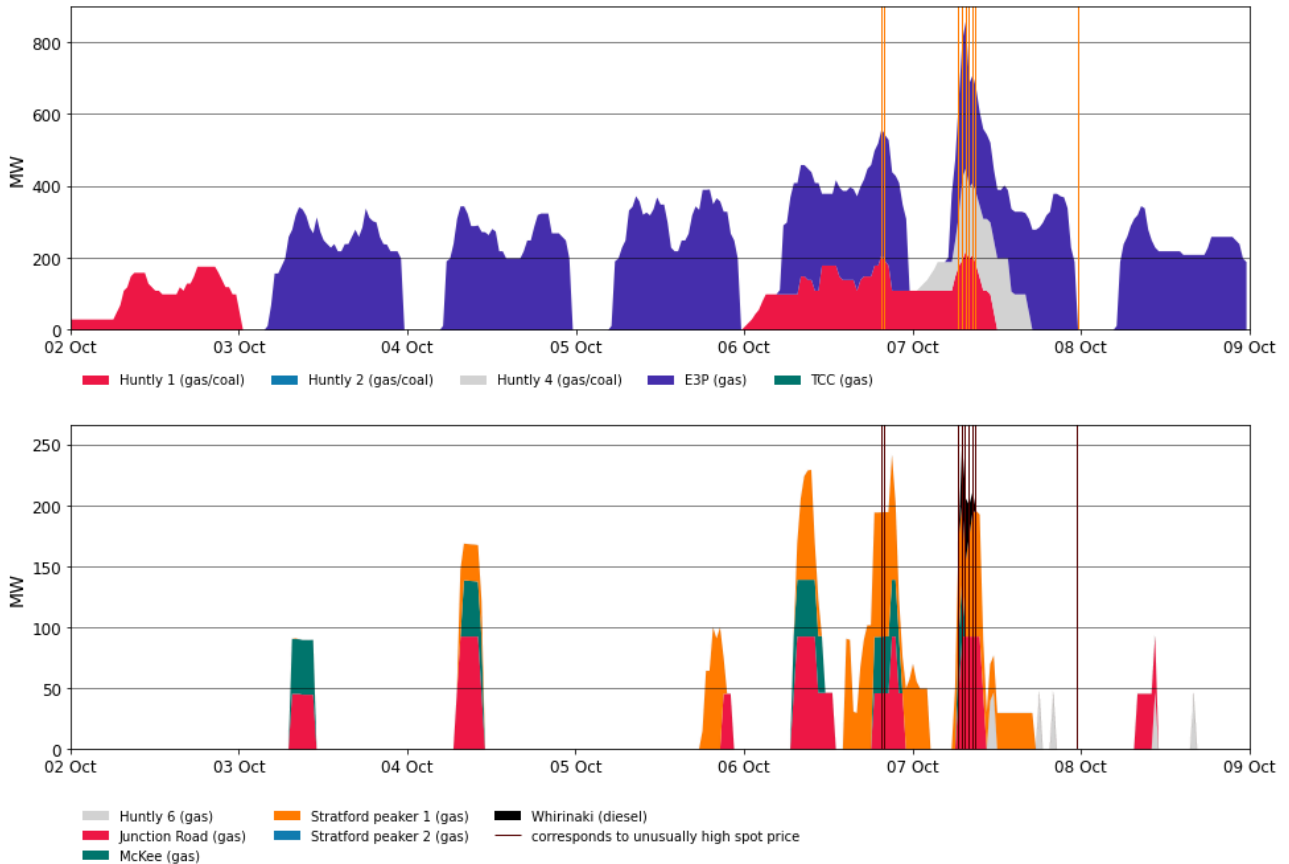 800
600
MW
400
200
0
02 Oct 03 Oct 04 Oct 05 Oct 06 Oct 07 Oct 08 Oct 09 Oct
Huntly 1 (gas/coal) Huntly 2 (gas/coal) Huntly 4 (gas/coal) E3P (gas) TCC (gas)
250
200
150
MW
100
50
0
02 Oct 03 Oct 04 Oct 05 Oct 06 Oct 07 Oct 08 Oct 09 Oct
Huntly 6 (gas) Stratford peaker 1 (gas) Whirinaki (diesel)
Junction Road (gas) Stratford peaker 2 (gas) corresponds to unusually high spot price
McKee (gas)